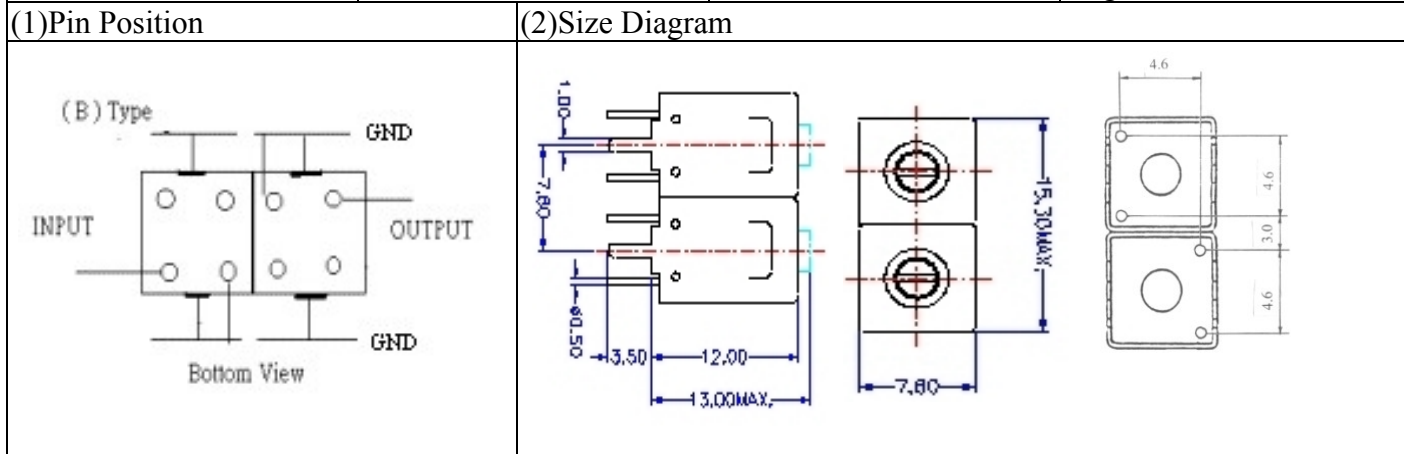 (1)Pin Position
(2)Size Diagram
(B) Type
GND
INPUT
OUTPUT
GND
Bottom View
1.00
7.60
ø0.50
3.50
12.00
13.00MAX.
15.30MAX.
7.60
4.6
4.6
3.0
4.6